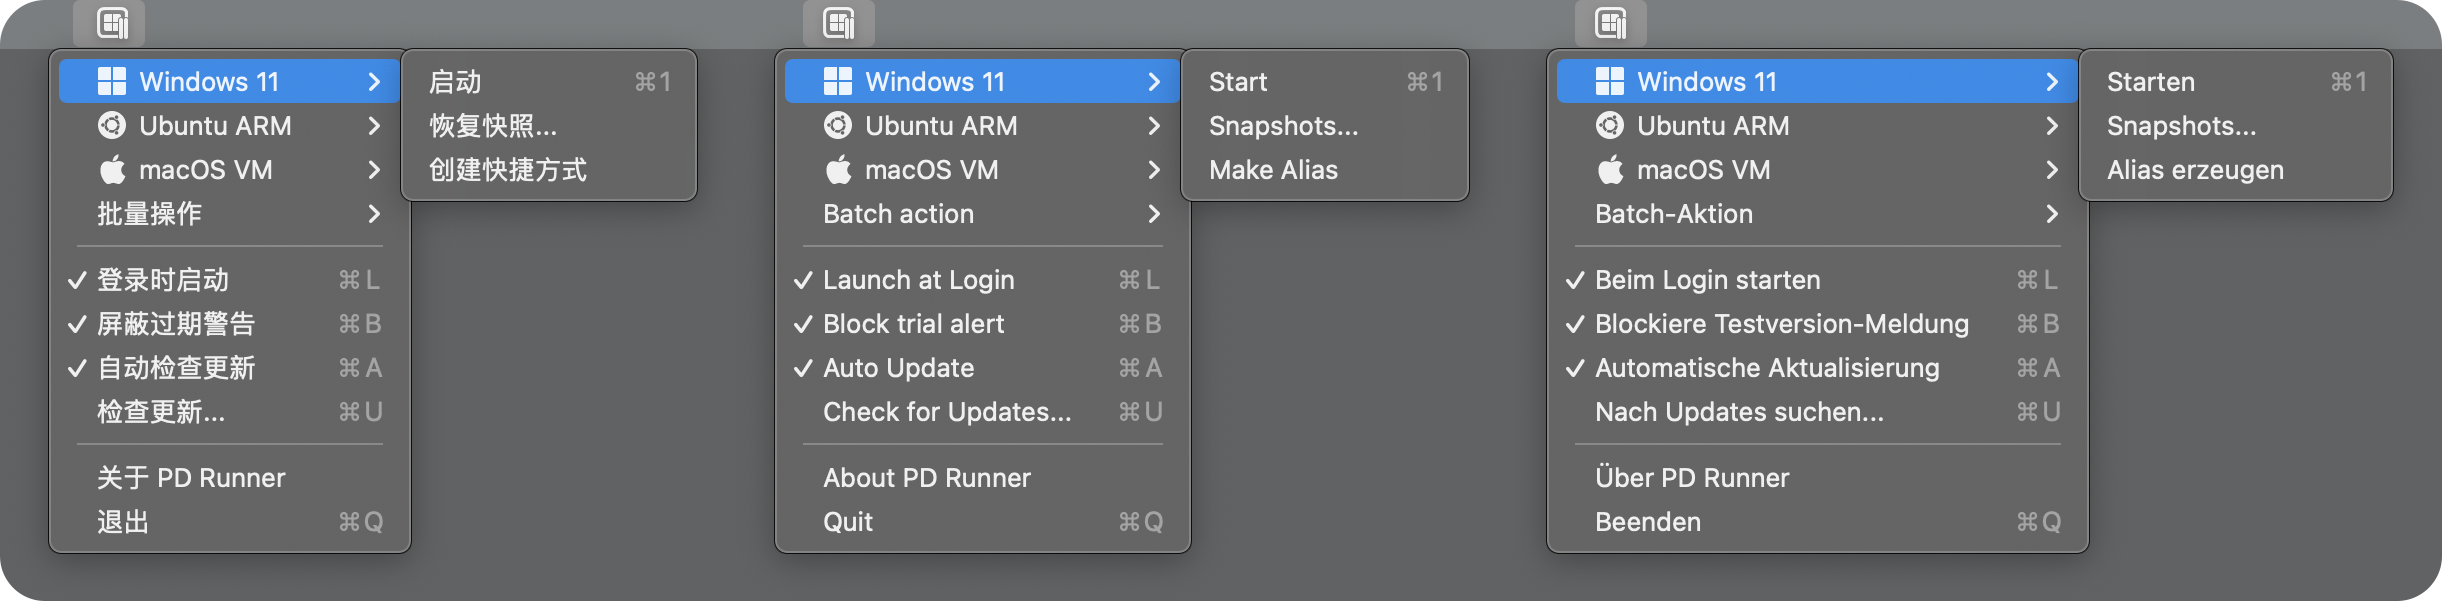 Windows 11
Ubuntu ARM
macOS VM
批量操作
登录时启动 ⌘ L
屏蔽过期警告 ⌘ B
自动检查更新 ⌘ A
检查更新... ⌘ U
关于 PD Runner
退出 ⌘ Q
启动 ⌘1
恢复快照...
创建快捷方式
Windows 11
Ubuntu ARM
macOS VM
Batch action
Launch at Login ⌘ L
Block trial alert ⌘ B
Auto Update ⌘ A
Check for Updates... ⌘ U
About PD Runner
Quit ⌘ Q
Start ⌘1
Snapshots...
Make Alias
Windows 11
Ubuntu ARM
macOS VM
Batch-Aktion
Beim Login starten ⌘ L
Blockiere Testversion-Meldung ⌘ B
Automatische Aktualisierung ⌘ A
Nach Updates suchen... ⌘ U
Über PD Runner
Beenden ⌘ Q
Starten ⌘1
Snapshots...
Alias erzeugen